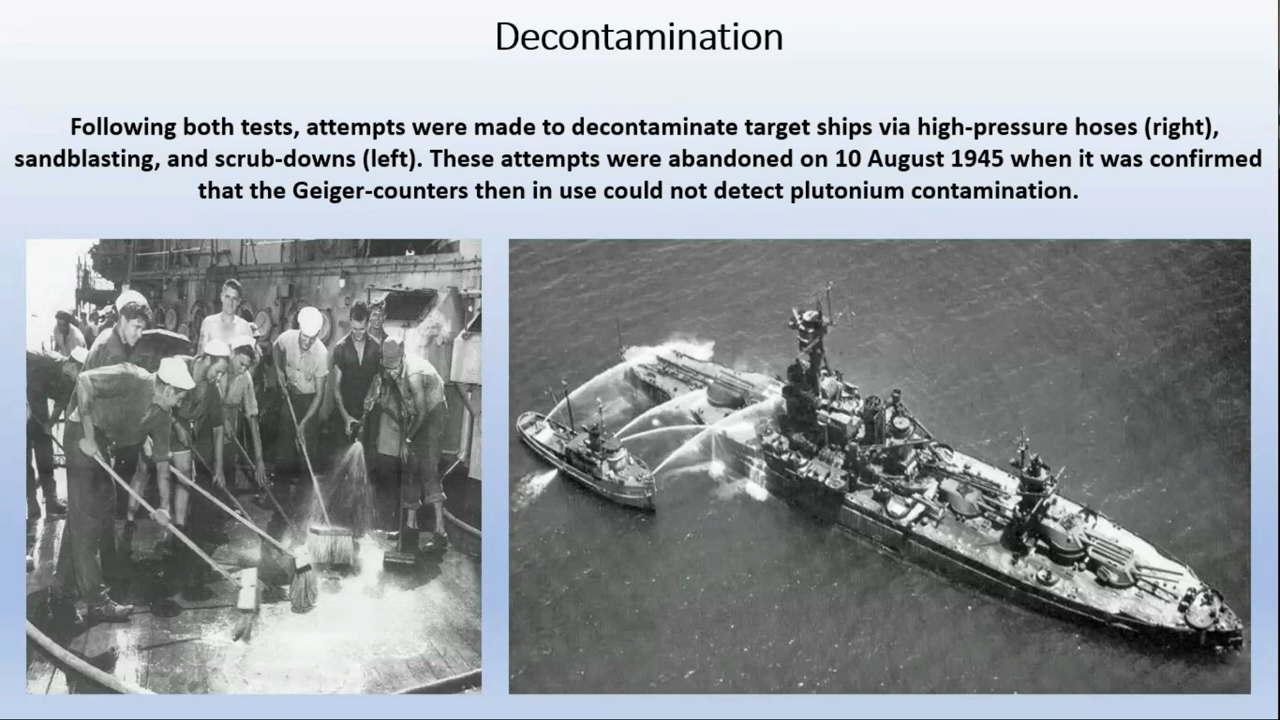 Decontamination
Following both tests, attempts were made to decontaminate target ships via high-pressure hoses (right),
sandblasting, and scrub-downs (left). These attempts were abandoned on 10 August 1945 when it was confirmed
that the Geiger-counters then in use could not detect plutonium contamination.